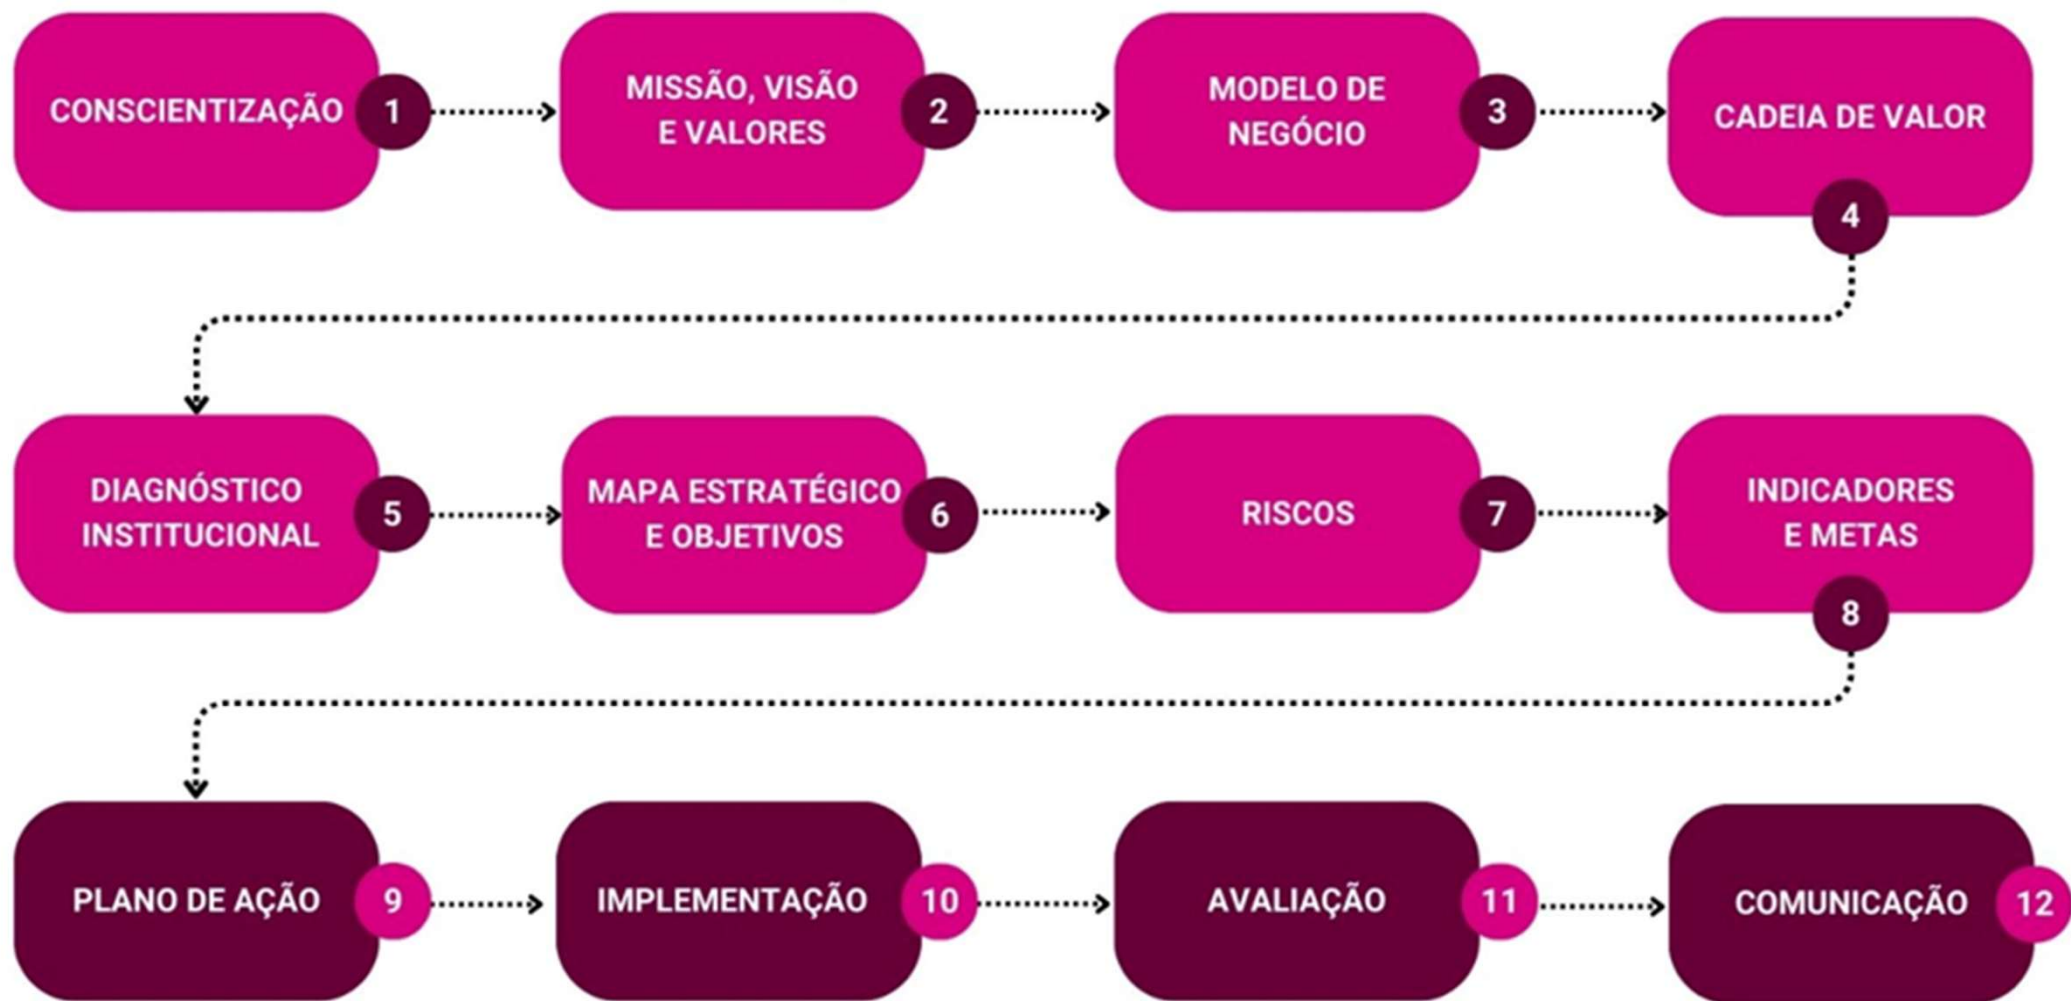 CONSCIENTIZAÇÃO
1
MISSÃO, VISÃO
E VALORES
2
MODELO DE
NEGÓCIO
3
CADEIA DE VALOR
4
DIAGNÓSTICO
INSTITUCIONAL
5
MAPA ESTRATÉGICO
E OBJETIVOS
6
RISCOS
7
INDICADORES
E METAS
8
PLANO DE AÇÃO
9
IMPLEMENTAÇÃO
10
AVALIAÇÃO
11
COMUNICAÇÃO
12